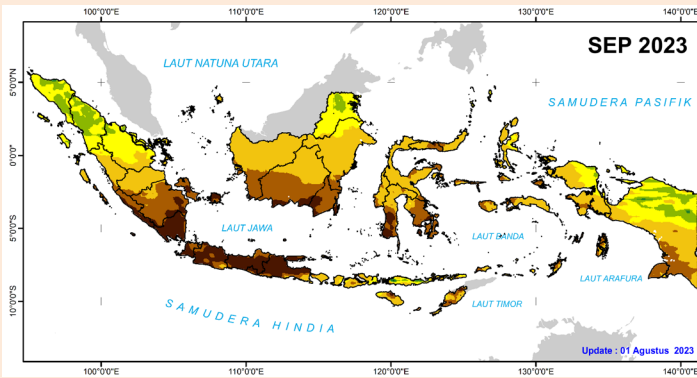 100°0'0"E 110°0'0"E 120°0'0"E 130°0'0"E 140°0'0"E
SEP 2023
LAUT NATUNA UTARA
5°0'0"N
SAMUDERA PASIFIK
0°0'0"
LAUT JAWA
LAUT BANDA
5°0'0"S
LAUT ARAFURA
SAMUDERA HINDIA
LAUT TIMOR
10°0'0"S
Update : 01 Agustus 2023
100°0'0"E 110°0'0"E 120°0'0"E 130°0'0"E 140°0'0"E